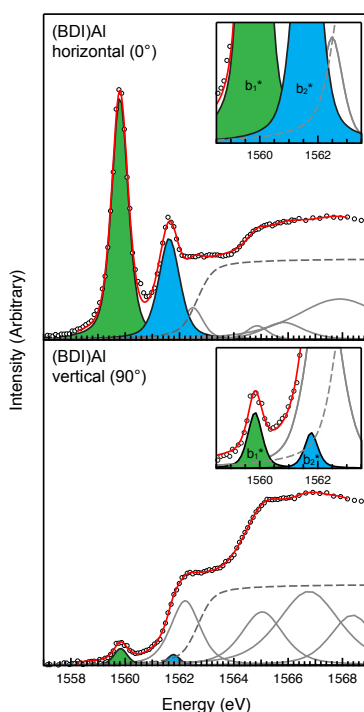 (BDI)Al
horizontal (0°)
b₁*
b₂*
1560 1562
Intensity (Arbitrary)
(BDI)Al
vertical (90°)
b₁*
b₂*
1560 1562
1558 1560 1562 1564 1566 1568
Energy (eV)